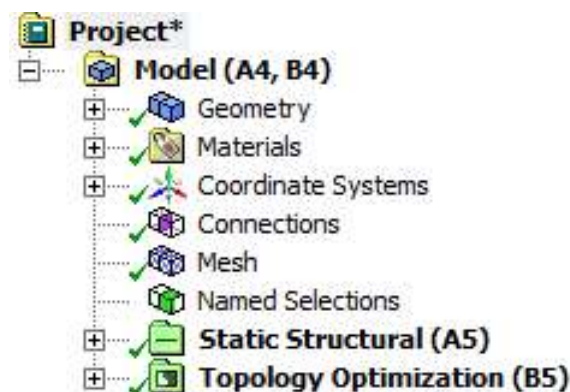 Project*
Model (A4, B4)
Geometry
Materials
Coordinate Systems
Connections
Mesh
Named Selections
Static Structural (A5)
Topology Optimization (B5)